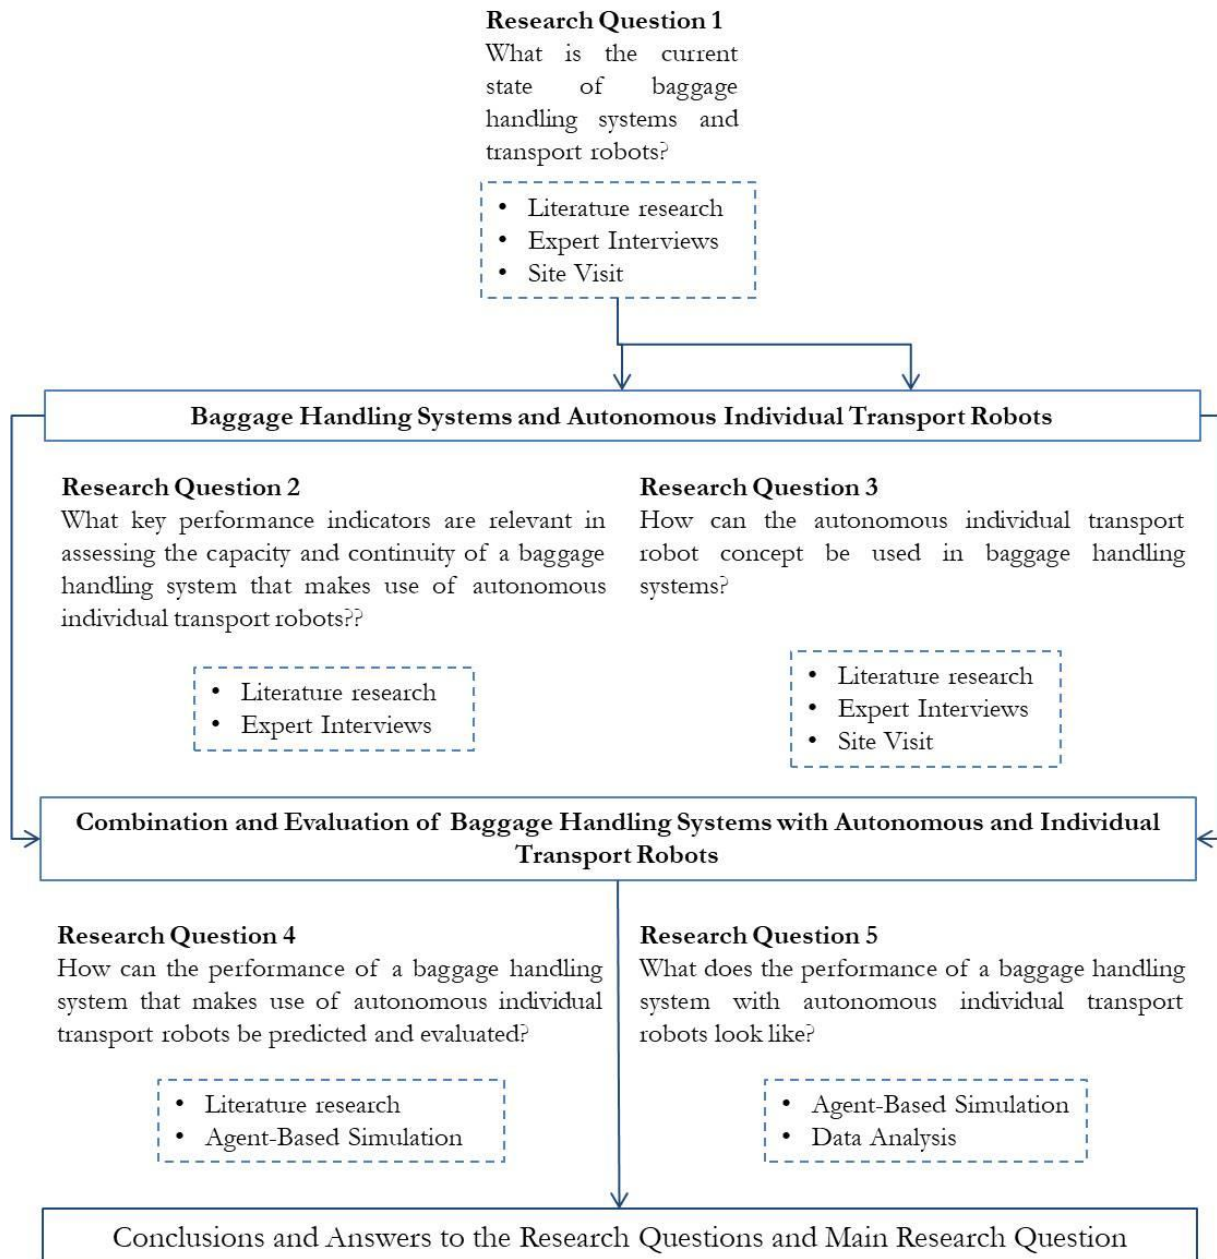 Research Question 1
What is the current
state of baggage
handling systems and
transport robots?
• Literature research
• Expert Interviews
• Site Visit
Baggage Handling Systems and Autonomous Individual Transport Robots
Research Question 2
What key performance indicators are relevant in
assessing the capacity and continuity of a baggage
handling system that makes use of autonomous
individual transport robots??
• Literature research
• Expert Interviews
Research Question 3
How can the autonomous individual transport
robot concept be used in baggage handling
systems?
• Literature research
• Expert Interviews
• Site Visit
Combination and Evaluation of Baggage Handling Systems with Autonomous and Individual
Transport Robots
Research Question 4
How can the performance of a baggage handling
system that makes use of autonomous individual
transport robots be predicted and evaluated?
• Literature research
• Agent-Based Simulation
Research Question 5
What does the performance of a baggage handling
system with autonomous individual transport
robots look like?
• Agent-Based Simulation
• Data Analysis
Conclusions and Answers to the Research Questions and Main Research Question